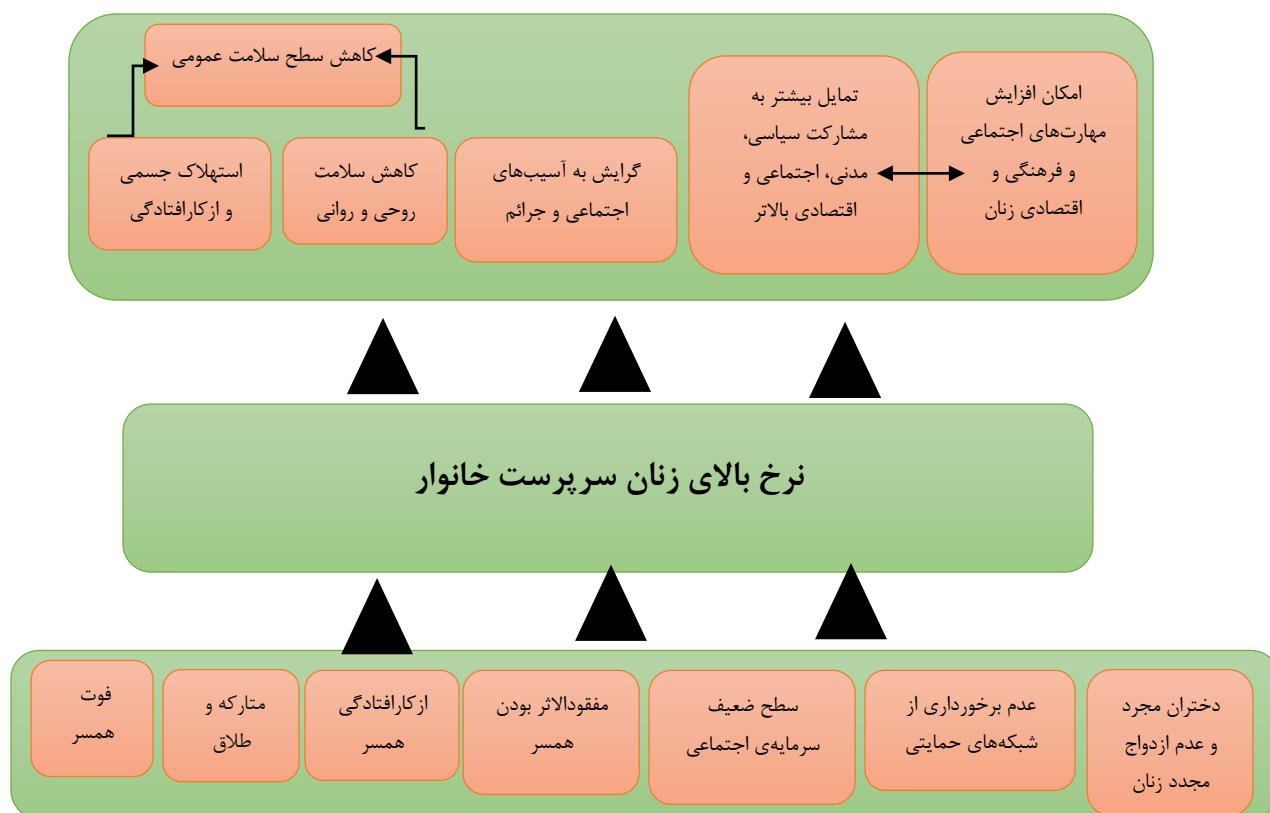 کاهش سطح سلامت عمومی
امکان افزایش
مهارت‌های اجتماعی
و فرهنگی و
اقتصادی زنان
تمایل بیشتر به
مشارکت سیاسی،
مدنی، اجتماعی و
اقتصادی بالاتر
گرایش به آسیب‌های
اجتماعی و جرائم
کاهش سلامت
روحی و روانی
استهلاک جسمی
و ازکارافتادگی
نرخ بالای زنان سرپرست خانوار
دختران مجرد
و عدم ازدواج
مجدد زنان
عدم برخورداری از
شبکه‌های حمایتی
سطح ضعیف
سرمایه‌ی اجتماعی
مفقودالاثر بودن
همسر
ازکارافتادگی
همسر
متارکه و
طلاق
فوت
همسر